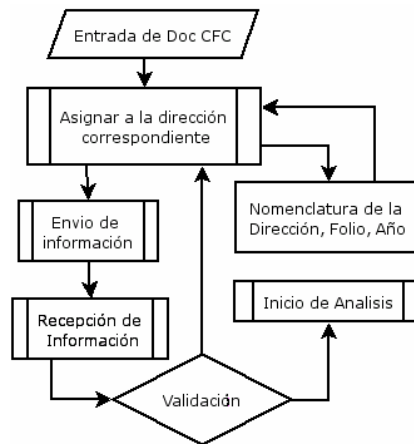 Entrada de Doc CFC
Asignar a la dirección
correspondiente
Envio de
información
Nomenclatura de la
Dirección, Folio, Año
Recepción de
Información
Inicio de Analisis
Validación